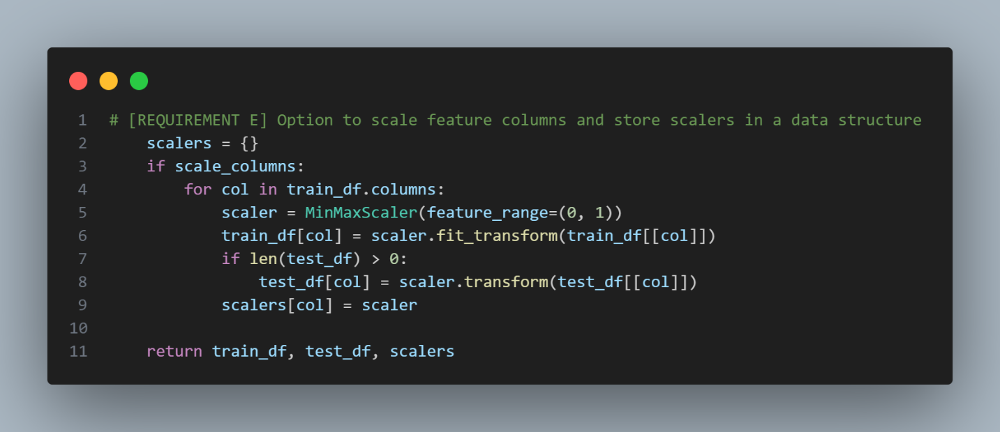 1 # [REQUIREMENT E] Option to scale feature columns and store scalers in a data structure
2     scalers = {}
3     if scale_columns:
4         for col in train_df.columns:
5             scaler = MinMaxScaler(feature_range=(0, 1))
6             train_df[col] = scaler.fit_transform(train_df[[col]])
7             if len(test_df) > 0:
8                 test_df[col] = scaler.transform(test_df[[col]])
9             scalers[col] = scaler
10
11     return train_df, test_df, scalers